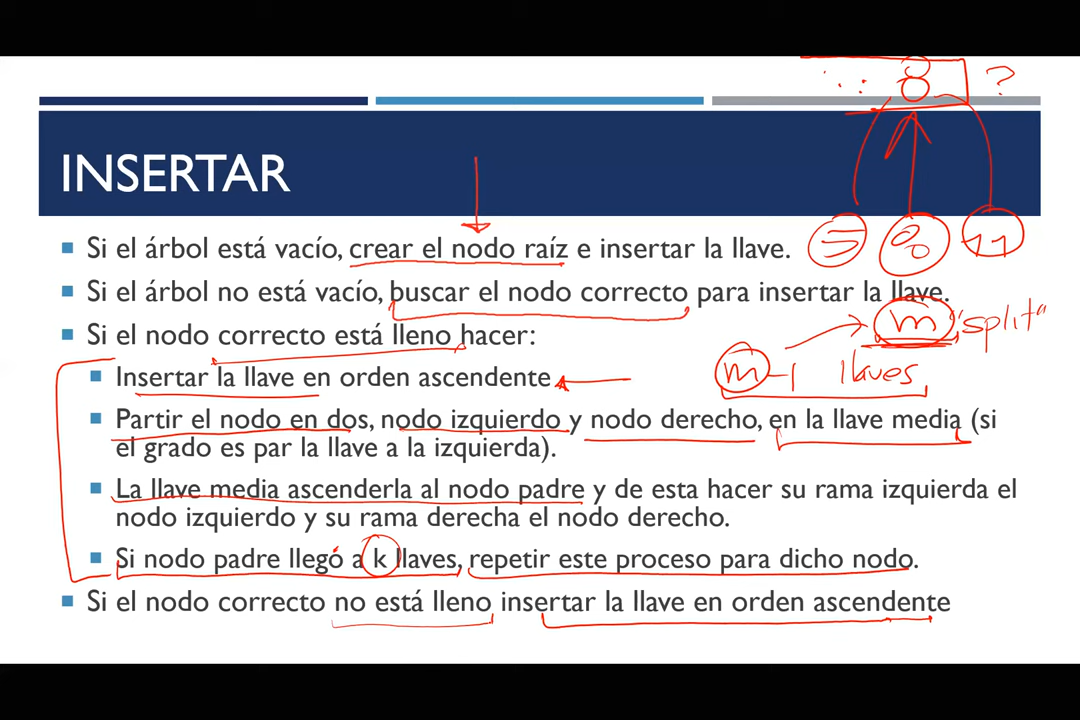 8 ?
INSERTAR
Si el árbol está vacío, crear el nodo raíz e insertar la llave.
5 8 11
Si el árbol no está vacío, buscar el nodo correcto para insertar la llave.
m "split"
Si el nodo correcto está lleno hacer:
m-1 llaves
Insertar la llave en orden ascendente
Partir el nodo en dos, nodo izquierdo y nodo derecho, en la llave media (si
el grado es par la llave a la izquierda).
La llave media ascenderla al nodo padre y de esta hacer su rama izquierda el
nodo izquierdo y su rama derecha el nodo derecho.
Si nodo padre llegó a k llaves, repetir este proceso para dicho nodo.
Si el nodo correcto no está lleno insertar la llave en orden ascendente